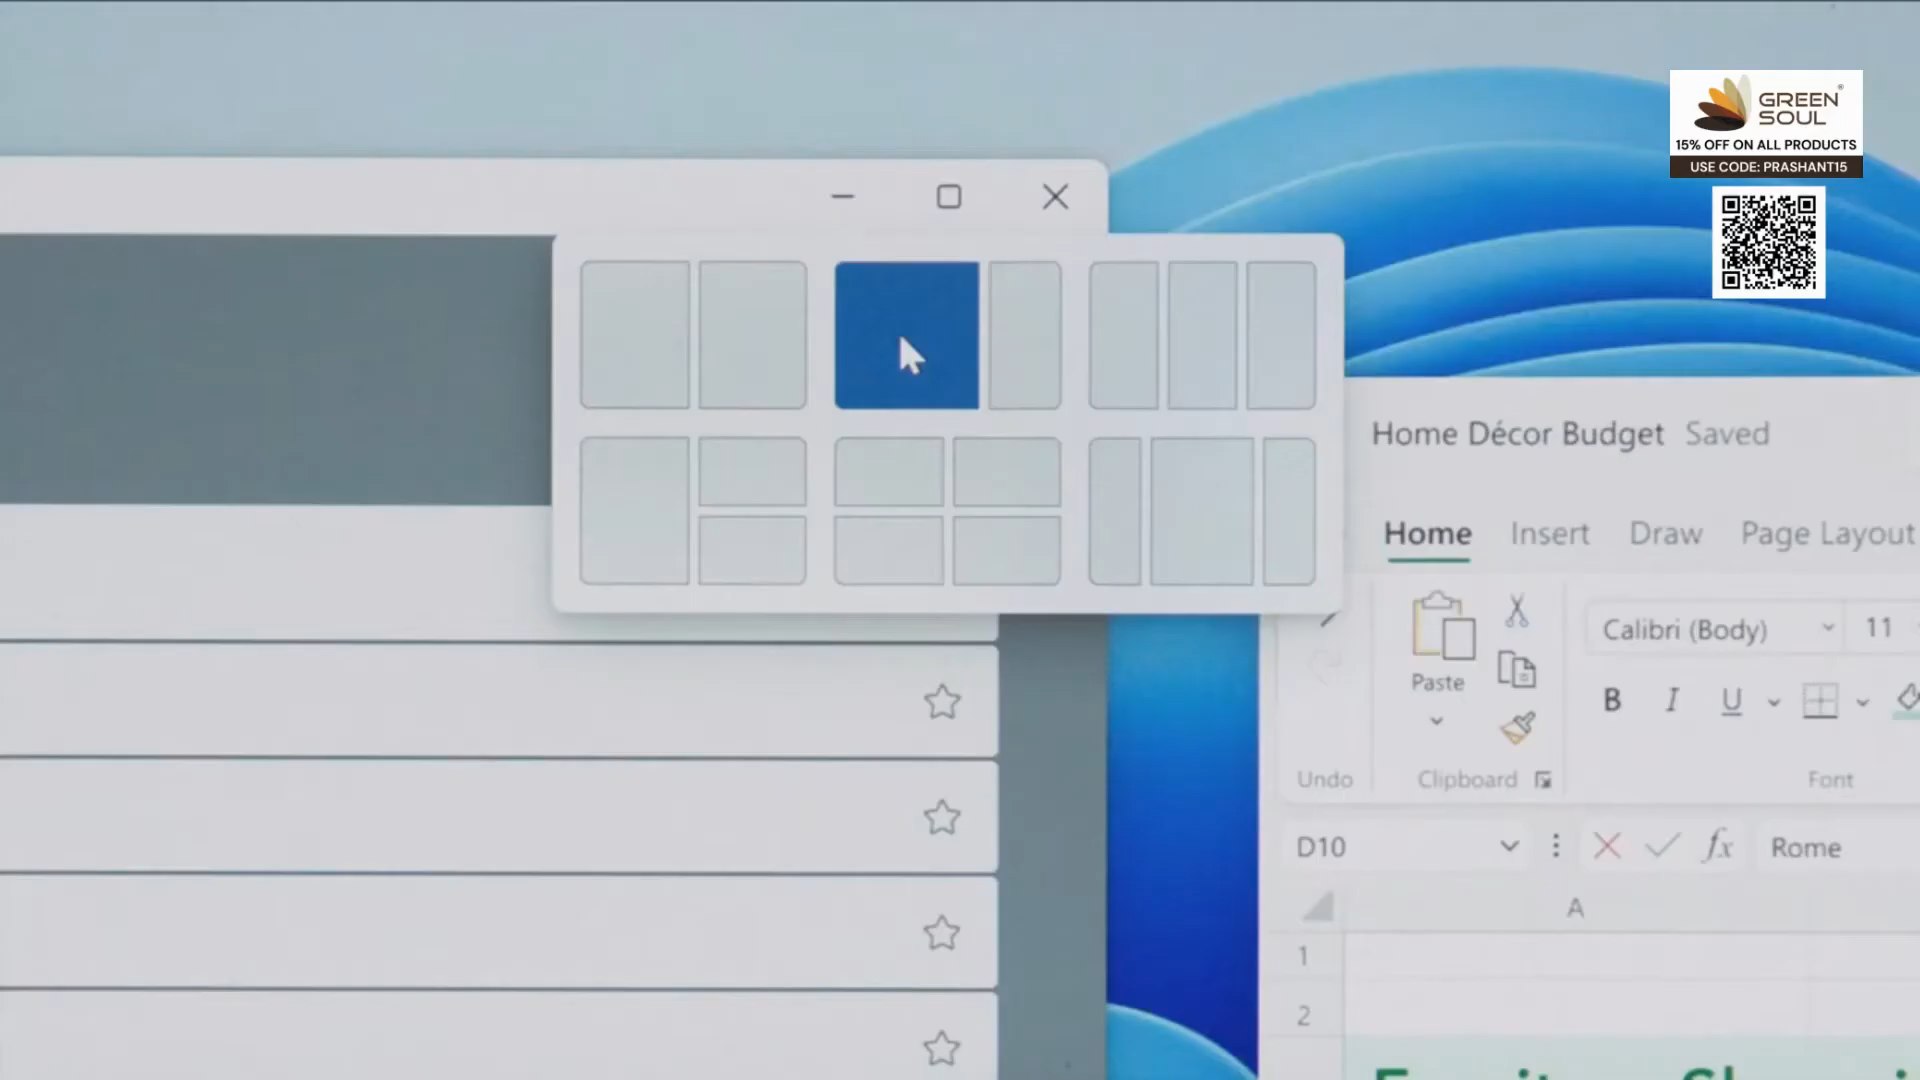 GREEN
SOUL
®
15% OFF ON ALL PRODUCTS
USE CODE: PRASHANT15
Home Décor Budget Saved
Home Insert Draw Page Layout
Calibri (Body) 11
Paste
B I U
Undo Clipboard Font
D10 fx Rome
A
1
2